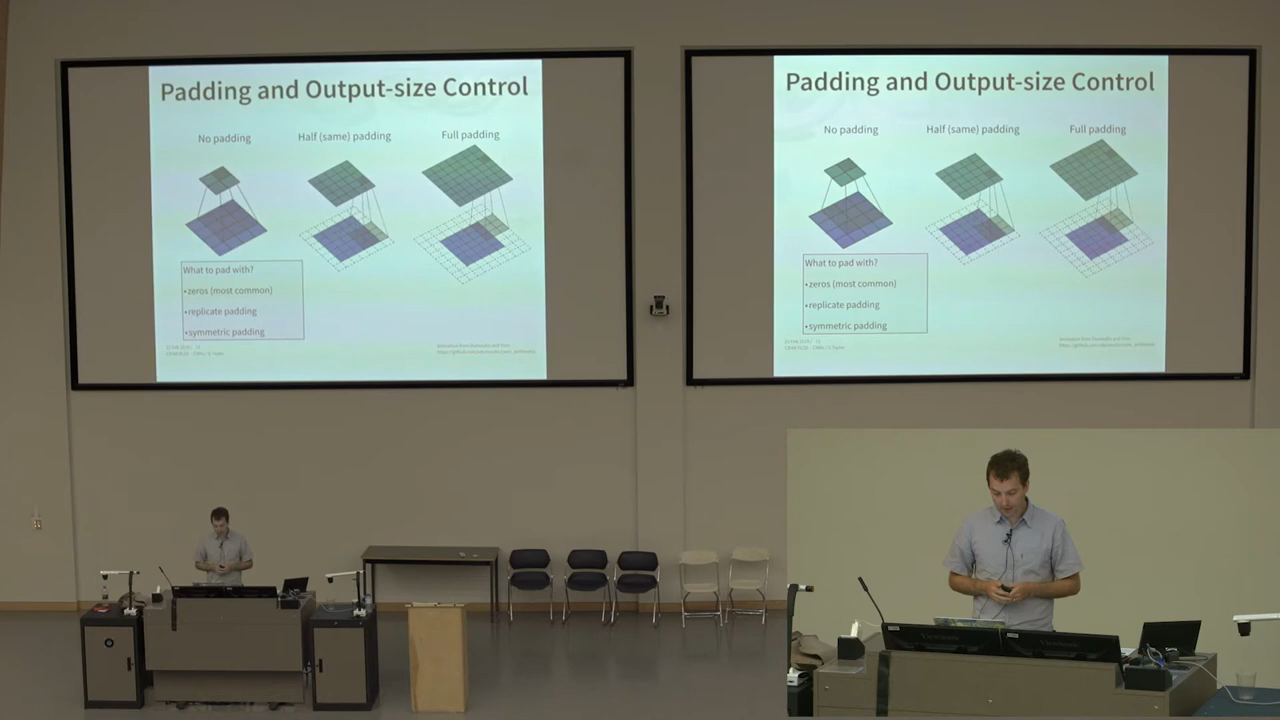 Padding and Output-size Control
No padding
Half (same) padding
Full padding
What to pad with?
•zeros (most common)
•replicate padding
•symmetric padding
Padding and Output-size Control
No padding
Half (same) padding
Full padding
What to pad with?
•zeros (most common)
•replicate padding
•symmetric padding